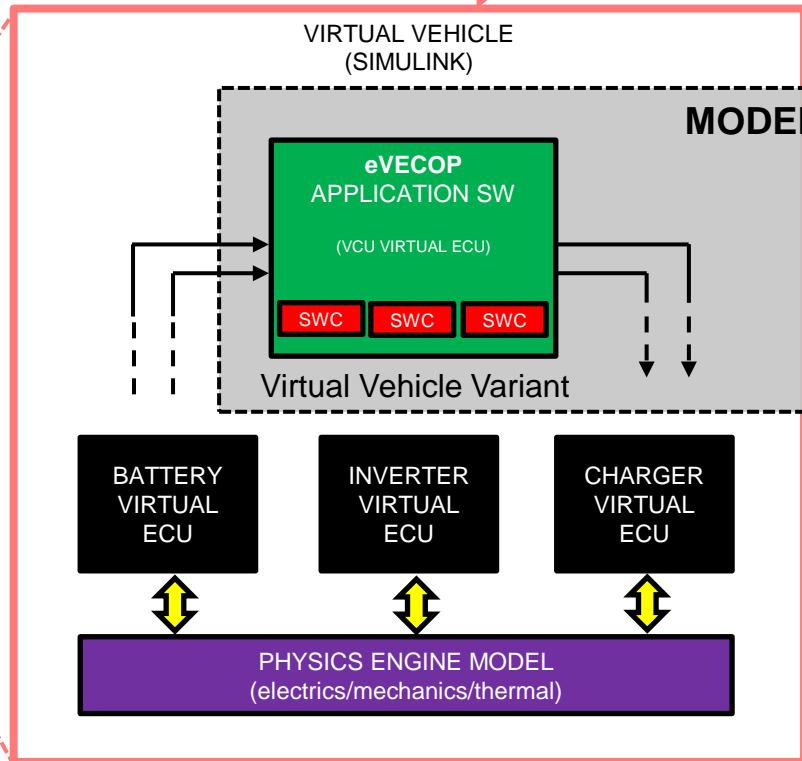 VIRTUAL VEHICLE
(SIMULINK)
MODEL
eVECOP
APPLICATION SW
(VCU VIRTUAL ECU)
SWC SWC SWC
Virtual Vehicle Variant
BATTERY
VIRTUAL
ECU
INVERTER
VIRTUAL
ECU
CHARGER
VIRTUAL
ECU
PHYSICS ENGINE MODEL
(electrics/mechanics/thermal)